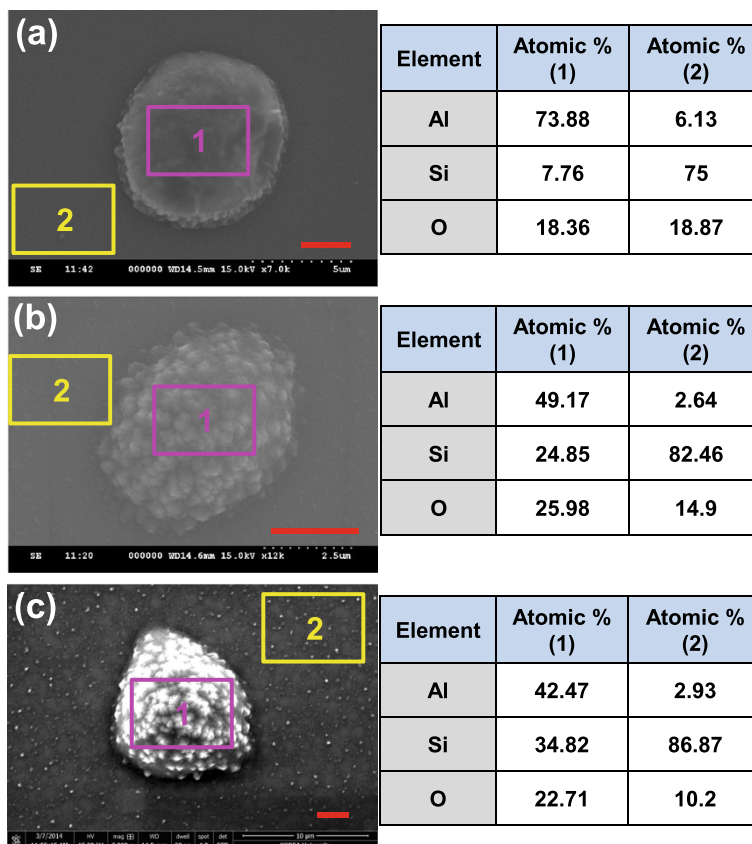 (a)
1
2
SE 11:42 000000 WD14.5mm 15.0kV x7.0k 5um
Element Atomic % (1) Atomic % (2)
Al 73.88 6.13
Si 7.76 75
O 18.36 18.87
(b)
2
1
SE 11:20 000000 WD14.6mm 15.0kV x12k 2.5um
Element Atomic % (1) Atomic % (2)
Al 49.17 2.64
Si 24.85 82.46
O 25.98 14.9
(c)
2
1
3/7/2014 HV mag WD dwell spot det 10 µm
Element Atomic % (1) Atomic % (2)
Al 42.47 2.93
Si 34.82 86.87
O 22.71 10.2